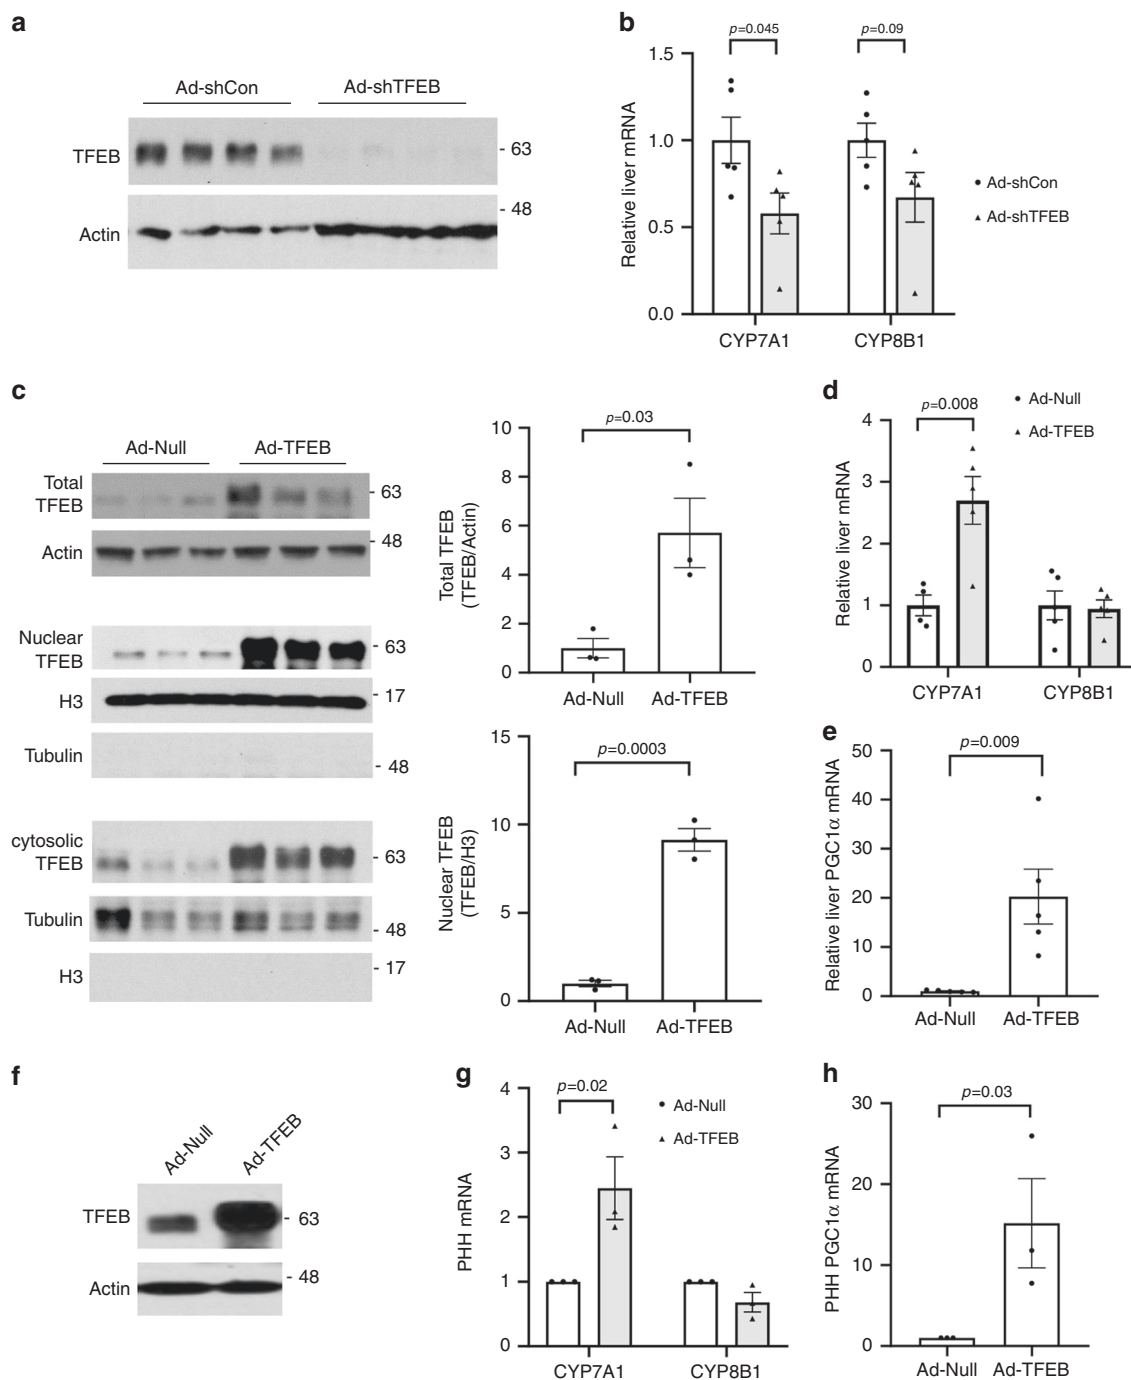 a
Ad-shCon Ad-shTFEB
TFEB
- 63
- 48
Actin
b
p=0.045 p=0.09
1.5
1.0
0.5
0.0
Relative liver mRNA
CYP7A1 CYP8B1
Ad-shCon
Ad-shTFEB
c
Ad-Null Ad-TFEB
Total
TFEB
- 63
Actin
- 48
Nuclear
TFEB
- 63
H3
- 17
Tubulin
- 48
cytosolic
TFEB
- 63
Tubulin
- 48
H3
- 17
p=0.03
10
8
6
4
2
0
Total TFEB
(TFEB/Actin)
Ad-Null Ad-TFEB
p=0.0003
15
10
5
0
Nuclear TFEB
(TFEB/H3)
Ad-Null Ad-TFEB
d
Ad-Null
Ad-TFEB
p=0.008
4
3
2
1
0
Relative liver mRNA
CYP7A1 CYP8B1
e
p=0.009
50
40
30
20
10
0
Relative liver PGC1α mRNA
Ad-Null Ad-TFEB
f
Ad-Null Ad-TFEB
TFEB
- 63
- 48
Actin
g
p=0.02
Ad-Null
Ad-TFEB
4
3
2
1
0
PHH mRNA
CYP7A1 CYP8B1
h
p=0.03
30
20
10
0
PHH PGC1α mRNA
Ad-Null Ad-TFEB